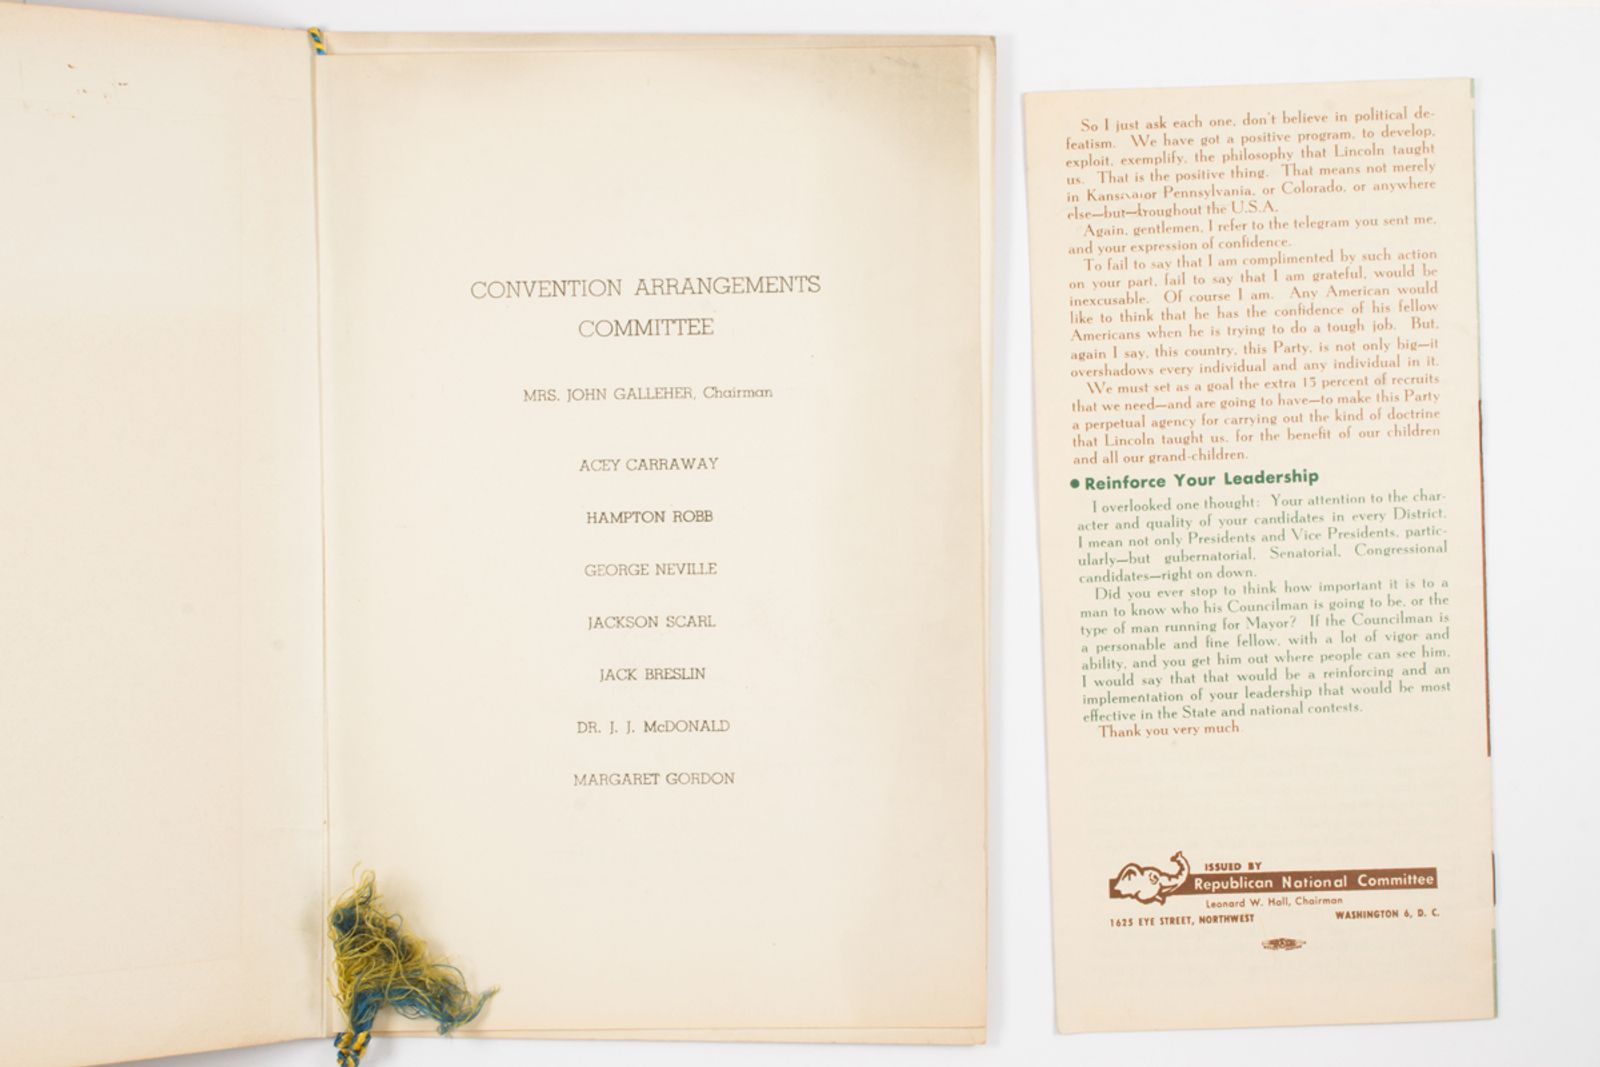 CONVENTION ARRANGEMENTS
COMMITTEE
MRS. JOHN GALLEHER, Chairman
ACEY CARRAWAY
HAMPTON ROBB
GEORGE NEVILLE
JACKSON SCARL
JACK BRESLIN
DR. J. J. McDONALD
MARGARET GORDON
So I just ask each one, don't believe in political de-
featism. We have got a positive program, to develop,
exploit, exemplify, the philosophy that Lincoln taught
us. That is the positive thing. That means not merely
in Pennsylvania, or Colorado, or anywhere
else—but— the U.S.A.
Again, gentlemen, I refer to the telegram you sent me,
and your expression of confidence.
To fail to say that I am complimented by such action
on your part, fail to say that I am grateful, would be
inexcusable. Of course I am. Any American would
like to think that he has the confidence of his fellow
Americans when he is trying to do a tough job. But,
again I say, this country, this Party, is not only big—it
overshadows every individual and any individual in it.
We must set as a goal the extra 15 percent of recruits
that we need—and are going to have—to make this Party
a perpetual agency for carrying out the kind of doctrine
that Lincoln taught us, for the benefit of our children
and all our grand-children.
● Reinforce Your Leadership
I overlooked one thought: Your attention to the char-
acter and quality of your candidates in every District.
I mean not only Presidents and Vice Presidents, partic-
ularly—but gubernatorial, Senatorial, Congressional
candidates—right on down.
Did you ever stop to think how important it is to a
man to know who his Councilman is going to be, or the
type of man running for Mayor? If the Councilman is
a personable and fine fellow, with a lot of vigor and
ability, and you get him out where people can see him,
I would say that that would be a reinforcing and an
implementation of your leadership that would be most
effective in the State and national contests.
Thank you very much.
ISSUED BY
Republican National Committee
Leonard W. Hall, Chairman
1625 EYE STREET, NORTHWEST WASHINGTON 6, D. C.